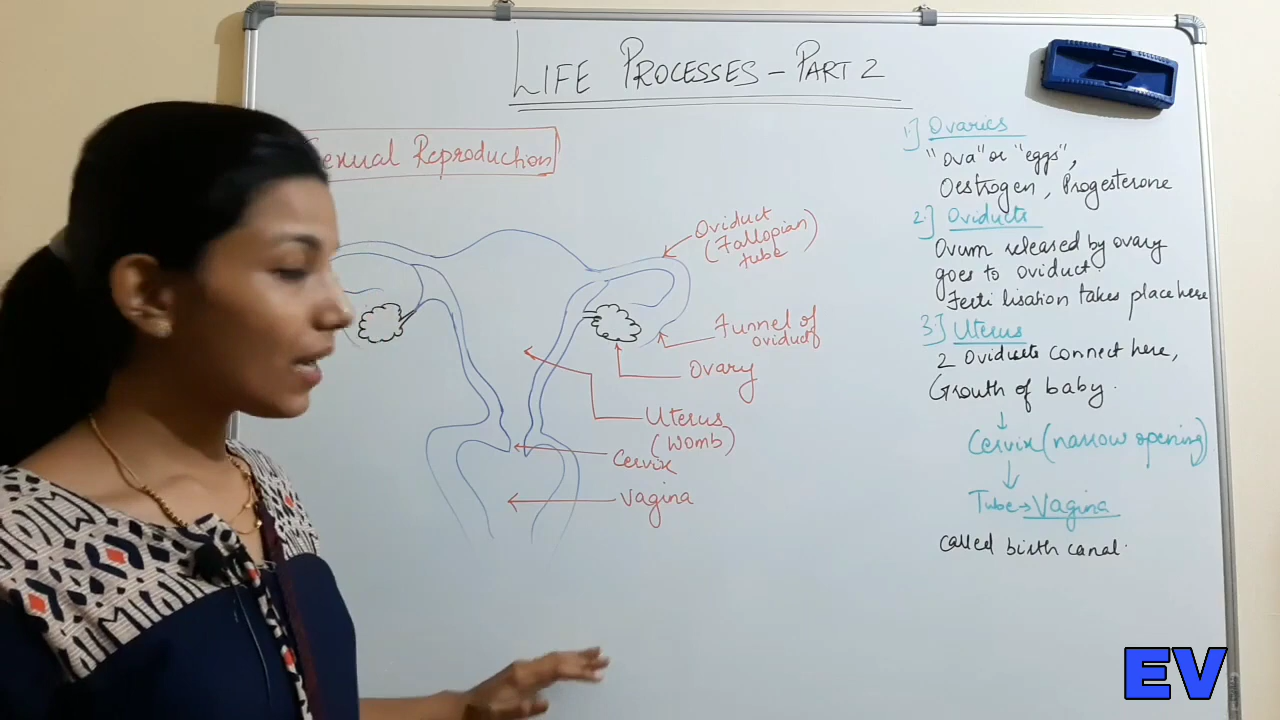 LIFE PROCESSES - PART 2
Sexual Reproduction
Oviduct
(Fallopian
tube)
Funnel of
oviduct
Ovary
Uterus
(Womb)
Cervix
Vagina
1] Ovaries
"ova" or "eggs",
Oestrogen, Progesterone
2] Oviducts
Ovum released by ovary
goes to oviduct.
Fertilisation takes place here
3] Uterus
2 Oviducts connect here,
Growth of baby.
↓
Cervix (narrow opening)
↓
Tube → Vagina
called birth canal.
EV